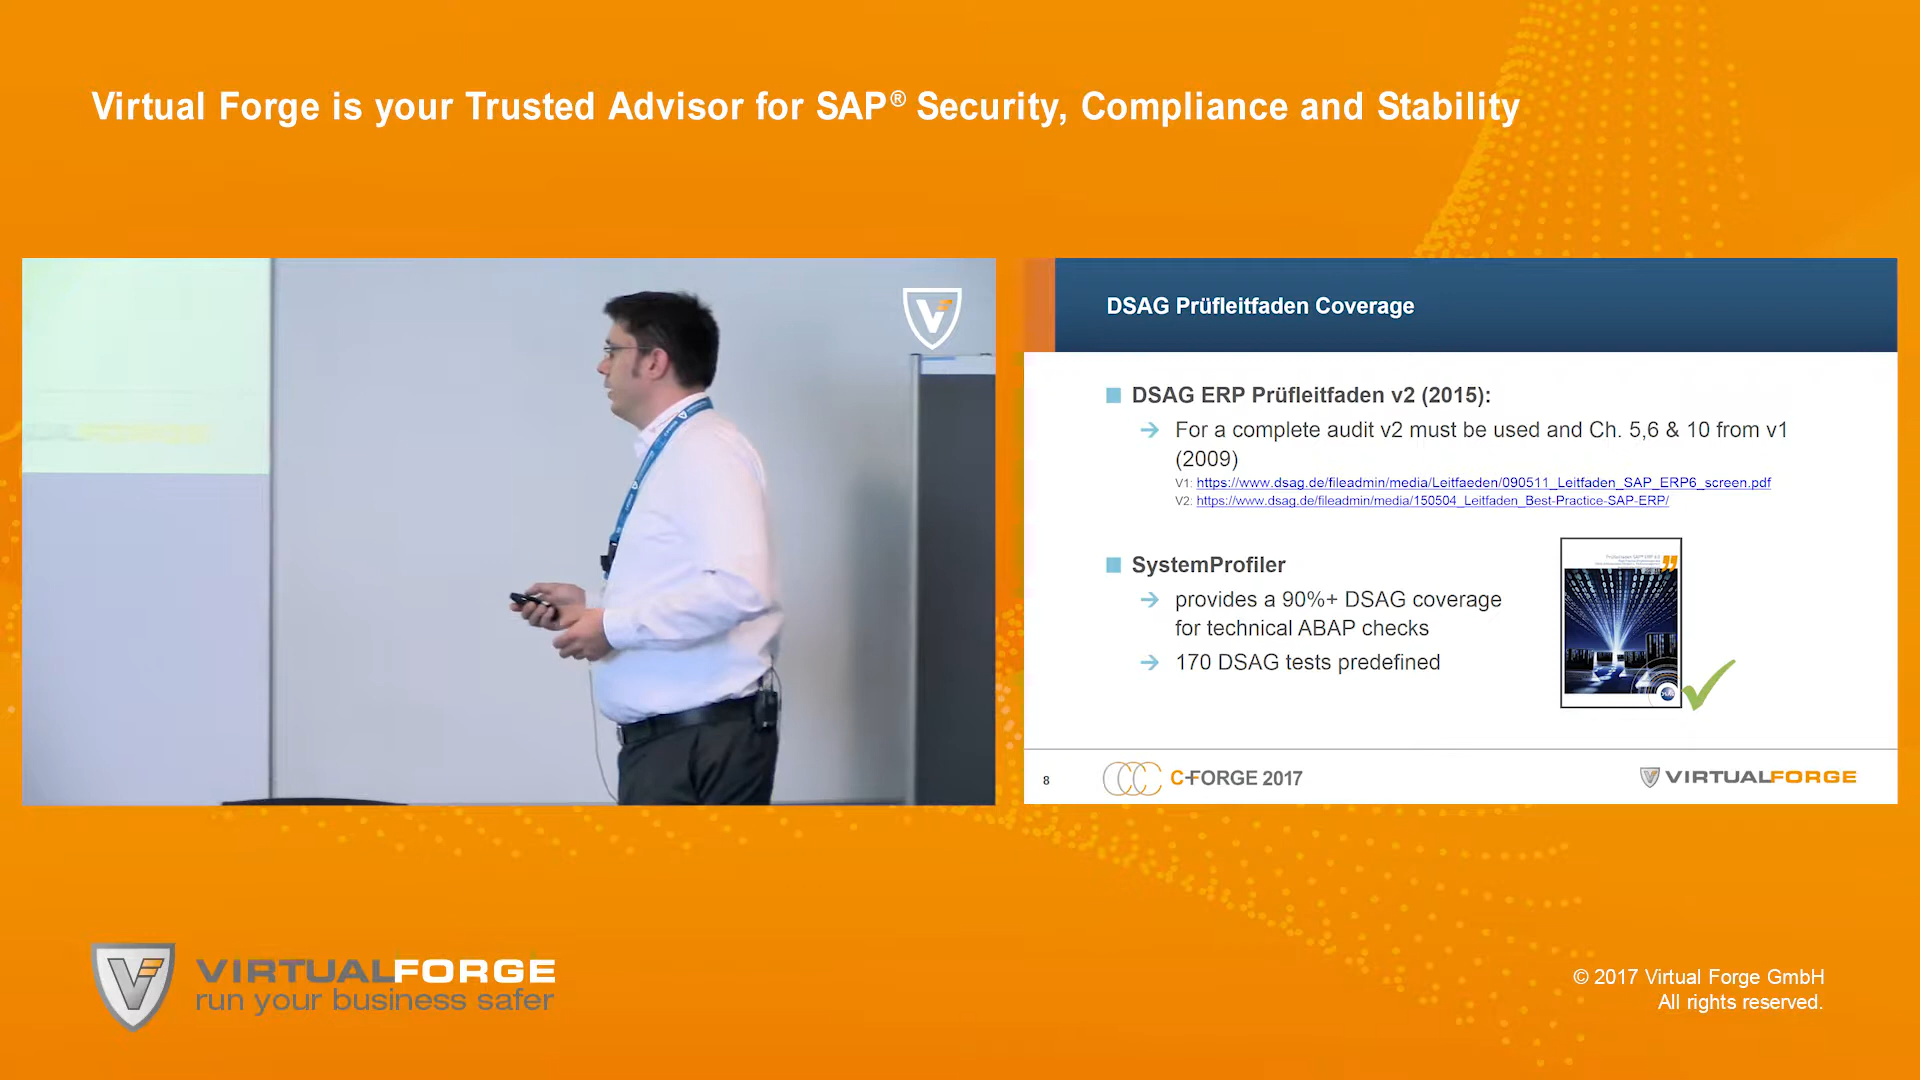 Virtual Forge is your Trusted Advisor for SAP® Security, Compliance and Stability
DSAG Prüfleitfaden Coverage
DSAG ERP Prüfleitfaden v2 (2015):
For a complete audit v2 must be used and Ch. 5,6 & 10 from v1
(2009)
V1: https://www.dsag.de/fileadmin/media/Leitfaeden/090511_Leitfaden_SAP_ERP6_screen.pdf
V2: https://www.dsag.de/fileadmin/media/150504_Leitfaden_Best-Practice-SAP-ERP/
SystemProfiler
provides a 90%+ DSAG coverage
for technical ABAP checks
170 DSAG tests predefined
8
C-FORGE 2017
VIRTUALFORGE
VIRTUALFORGE
run your business safer
© 2017 Virtual Forge GmbH
All rights reserved.